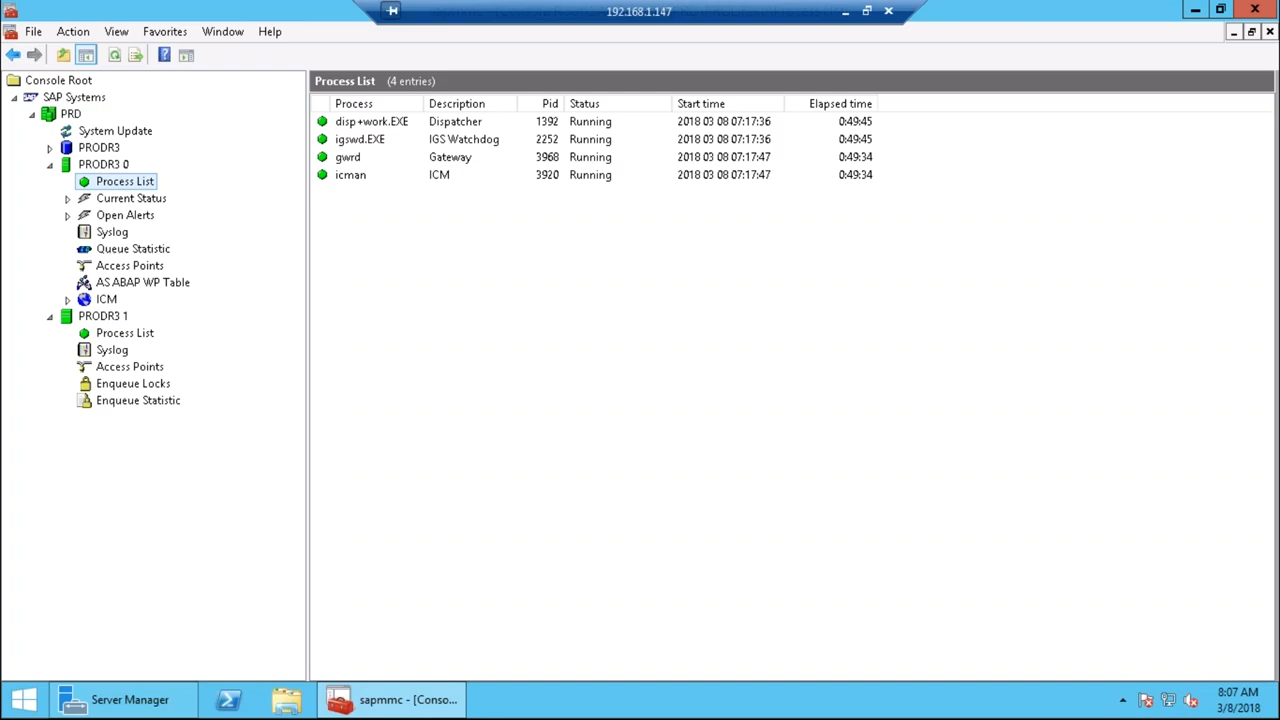 192.168.1.147
File Action View Favorites Window Help
Console Root
SAP Systems
PRD
System Update
PRODR3
PRODR3 0
Process List
Current Status
Open Alerts
Syslog
Queue Statistic
Access Points
AS ABAP WP Table
ICM
PRODR3 1
Process List
Syslog
Access Points
Enqueue Locks
Enqueue Statistic
Process List (4 entries)
Process Description Pid Status Start time Elapsed time
disp+work.EXE Dispatcher 1392 Running 2018 03 08 07:17:36 0:49:45
igswd.EXE IGS Watchdog 2252 Running 2018 03 08 07:17:36 0:49:45
gwrd Gateway 3968 Running 2018 03 08 07:17:47 0:49:34
icman ICM 3920 Running 2018 03 08 07:17:47 0:49:34
Server Manager
sapmmc - [Conso...
8:07 AM
3/8/2018